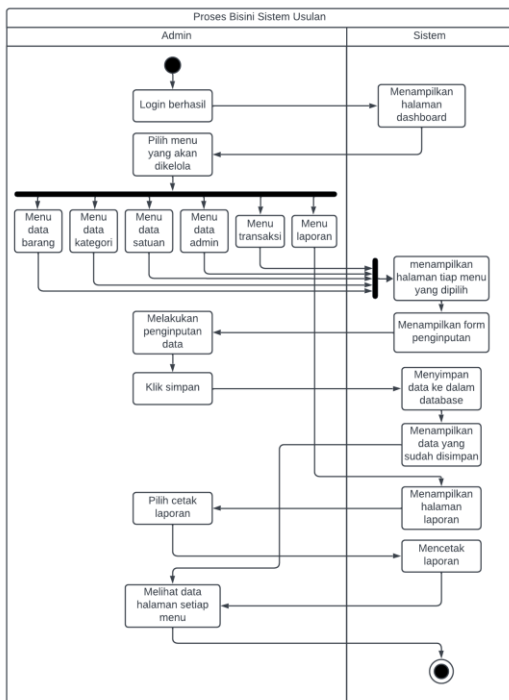 Proses Bisini Sistem Usulan
Admin
Sistem
Login berhasil
Menampilkan
halaman
dashboard
Pilih menu
yang akan
dikelola
Menu
data
barang
Menu
data
kategori
Menu
data
satuan
Menu
data
admin
Menu
transaksi
Menu
laporan
menampilkan
halaman tiap menu
yang dipilih
Menampilkan form
penginputan
Melakukan
penginputan
data
Klik simpan
Menyimpan
data ke dalam
database
Menampilkan
data yang
sudah disimpan
Menampilkan
halaman
laporan
Pilih cetak
laporan
Mencetak
laporan
Melihat data
halaman setiap
menu